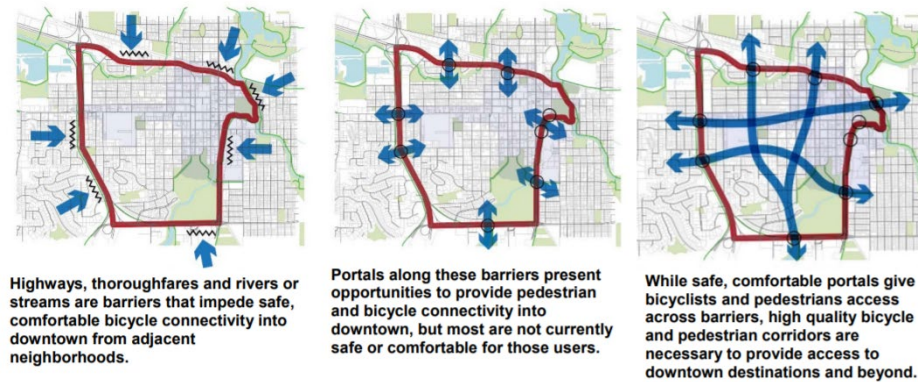 Highways, thoroughfares and rivers or
streams are barriers that impede safe,
comfortable bicycle connectivity into
downtown from adjacent
neighborhoods.
Portals along these barriers present
opportunities to provide pedestrian
and bicycle connectivity into
downtown, but most are not currently
safe or comfortable for those users.
While safe, comfortable portals give
bicyclists and pedestrians access
across barriers, high quality bicycle
and pedestrian corridors are
necessary to provide access to
downtown destinations and beyond.